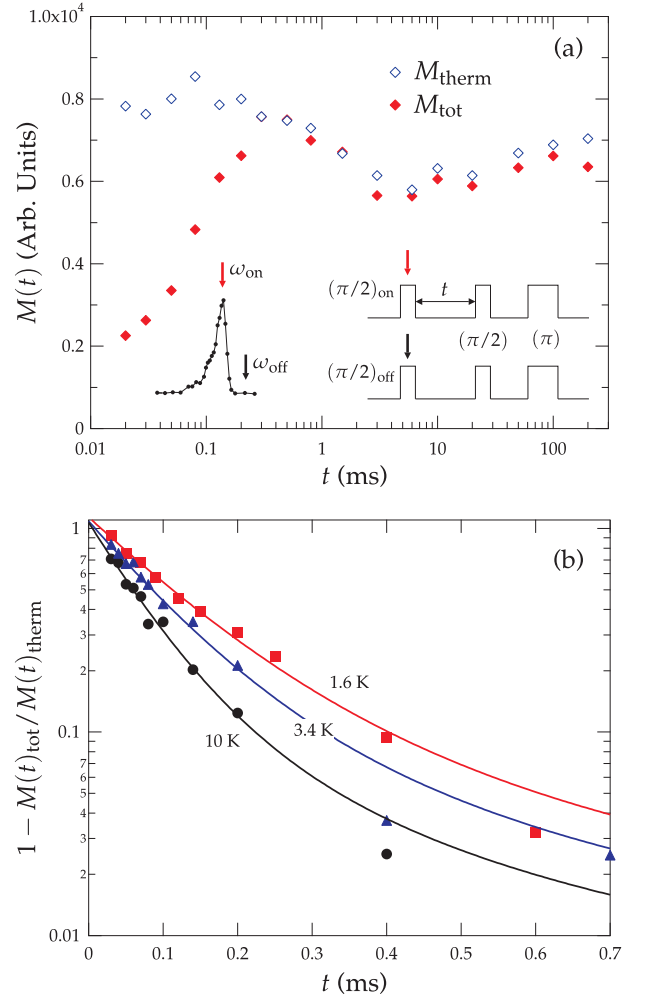 1.0x10⁴
(a)
M_therm
M_tot
0.8
0.6
0.4
0.2
0
M(t) (Arb. Units)
ω_on
ω_off
(π/2)_on
t
(π/2)
(π)
(π/2)_off
0.01
0.1
1
10
100
t (ms)
(b)
1
7
5
4
3
2
0.1
7
5
4
3
2
0.01
1 − M(t)_tot/M(t)_therm
1.6 K
3.4 K
10 K
0
0.1
0.2
0.3
0.4
0.5
0.6
0.7
t (ms)